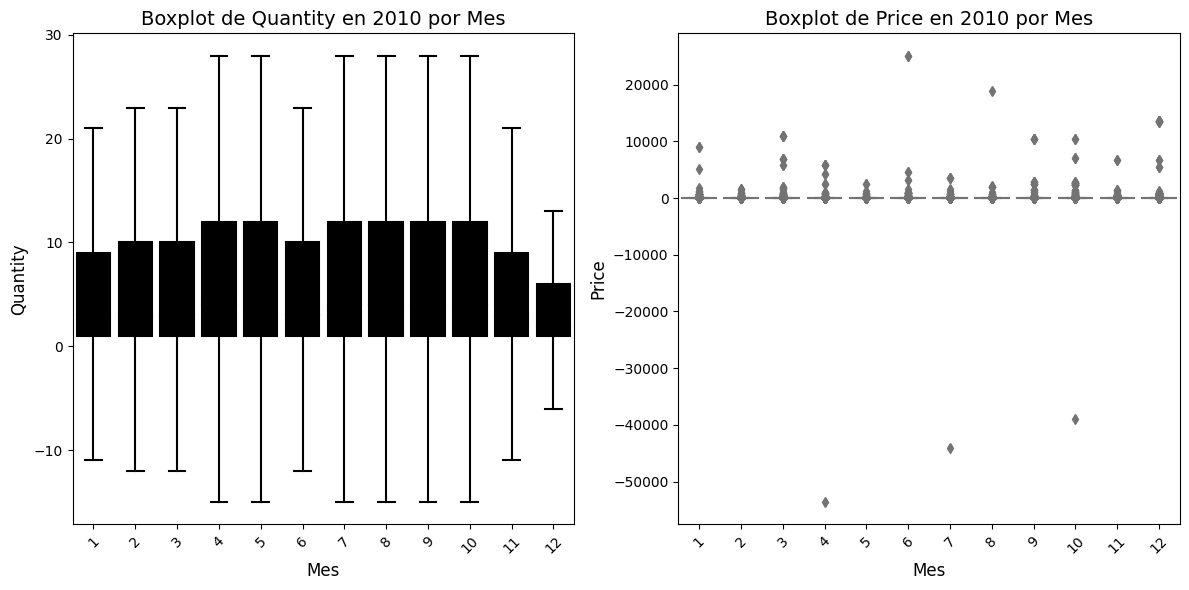 Boxplot de Quantity en 2010 por Mes
Quantity
30
20
10
0
−10
1 2 3 4 5 6 7 8 9 10 11 12
Mes
Boxplot de Price en 2010 por Mes
Price
20000
10000
0
−10000
−20000
−30000
−40000
−50000
1 2 3 4 5 6 7 8 9 10 11 12
Mes